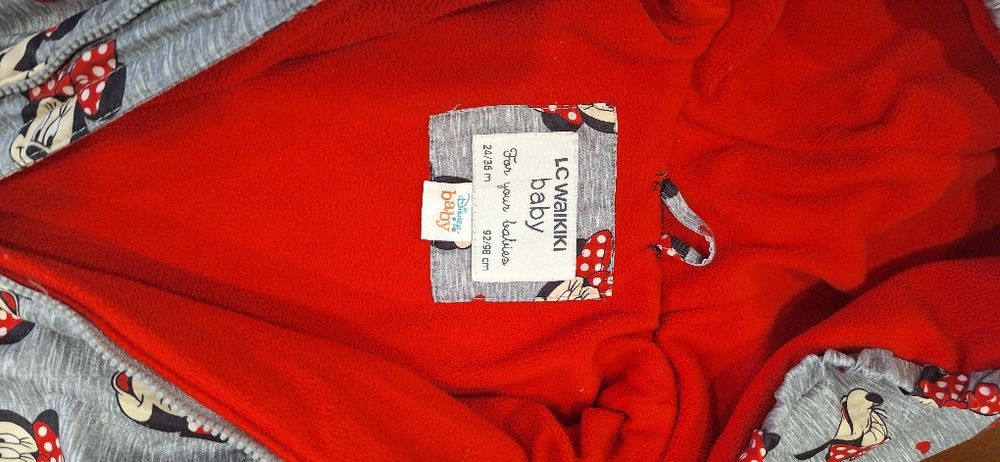 LC WAIKIKI
baby
For your babies
24/36 m 92/98 cm
Disney
baby